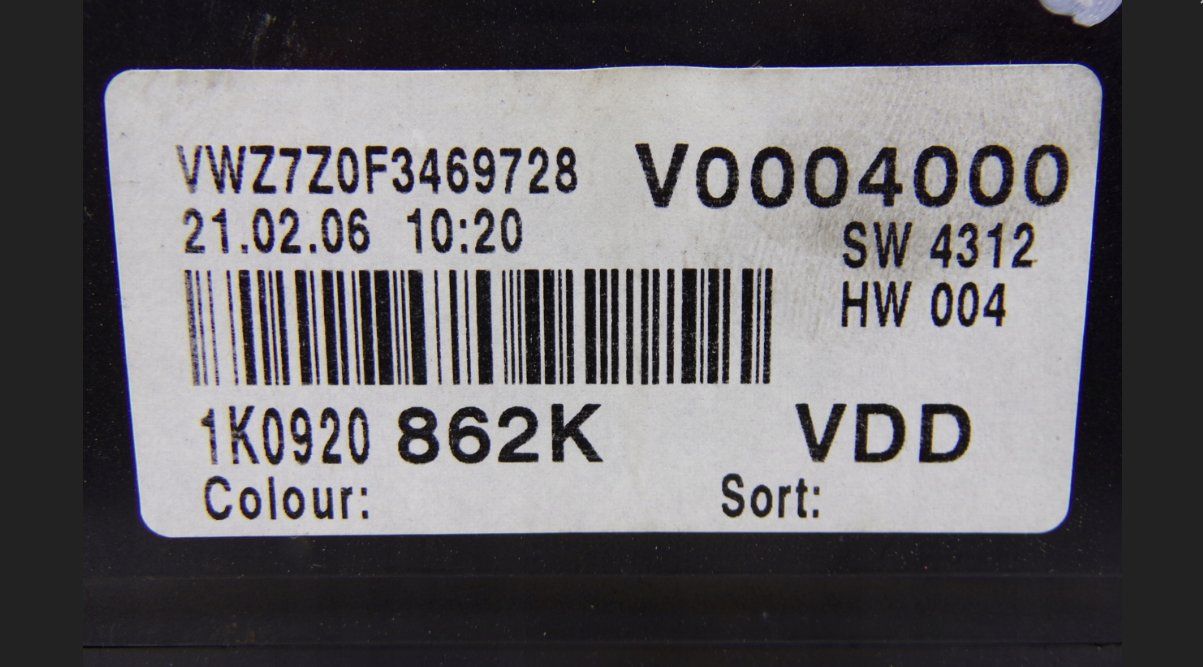 VWZ7Z0F3469728 V0004000
21.02.06 10:20 SW 4312
HW 004
1K0920 862K VDD
Colour: Sort: